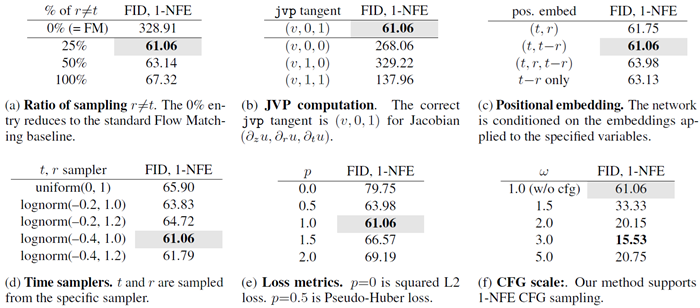 % of r≠t FID, 1-NFE
0% (= FM) 328.91
25% 61.06
50% 63.14
100% 67.32
(a) Ratio of sampling r≠t. The 0% en-
try reduces to the standard Flow Match-
ing baseline.
jvp tangent FID, 1-NFE
(v, 0, 1) 61.06
(v, 0, 0) 268.06
(v, 1, 0) 329.22
(v, 1, 1) 137.96
(b) JVP computation. The correct
jvp tangent is (v, 0, 1) for Jacobian
(∂zu, ∂ru, ∂tu).
pos. embed FID, 1-NFE
(t, r) 61.75
(t, t−r) 61.06
(t, r, t−r) 63.98
t−r only 63.13
(c) Positional embedding. The network
is conditioned on the embeddings ap-
plied to the specified variables.
t, r sampler FID, 1-NFE
uniform(0, 1) 65.90
lognorm(–0.2, 1.0) 63.83
lognorm(–0.2, 1.2) 64.72
lognorm(–0.4, 1.0) 61.06
lognorm(–0.4, 1.2) 61.79
(d) Time samplers. t and r are sampled
from the specific sampler.
p FID, 1-NFE
0.0 79.75
0.5 63.98
1.0 61.06
1.5 66.57
2.0 69.19
(e) Loss metrics. p=0 is squared L2
loss. p=0.5 is Pseudo-Huber loss.
ω FID, 1-NFE
1.0 (w/o cfg) 61.06
1.5 33.33
2.0 20.15
3.0 15.53
5.0 20.75
(f) CFG scale:. Our method supports
1-NFE CFG sampling.